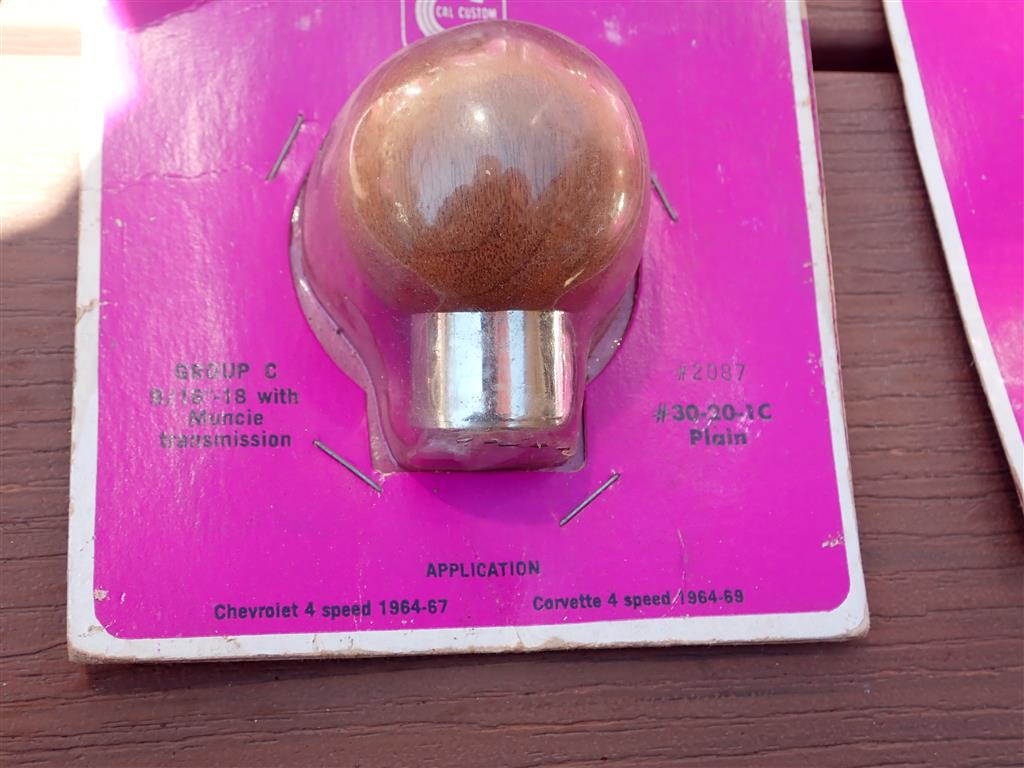 CAL CUSTOM
GROUP C
9/16"-18 with
Muncie
transmission
#2087
#30-20-1C
Plain
APPLICATION
Chevrolet 4 speed 1964-67
Corvette 4 speed 1964-69